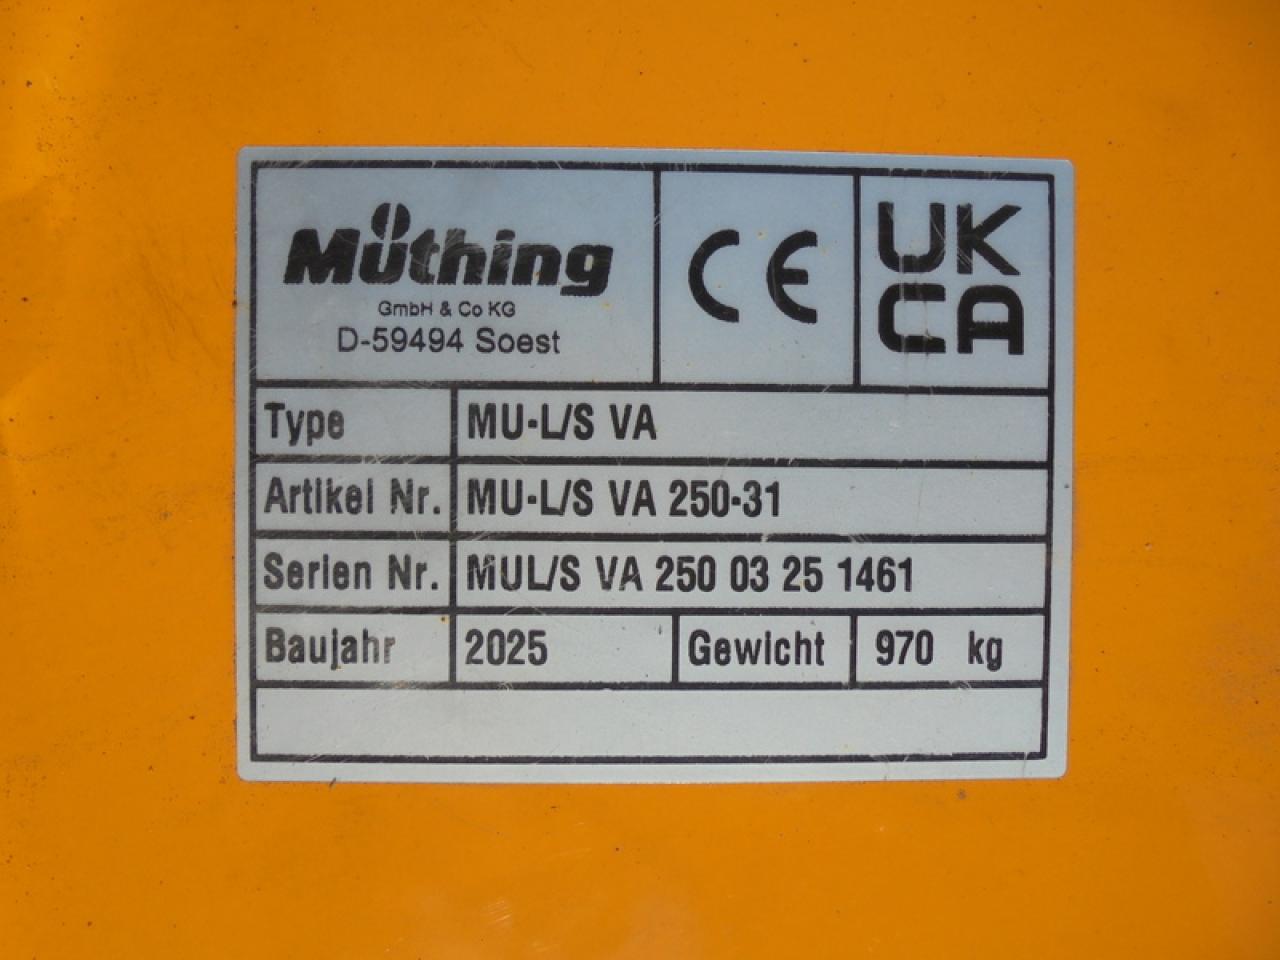 Müthing
GmbH & Co KG
D-59494 Soest
CE
UK
CA
Type MU-L/S VA
Artikel Nr. MU-L/S VA 250-31
Serien Nr. MUL/S VA 250 03 25 1461
Baujahr 2025 Gewicht 970 kg